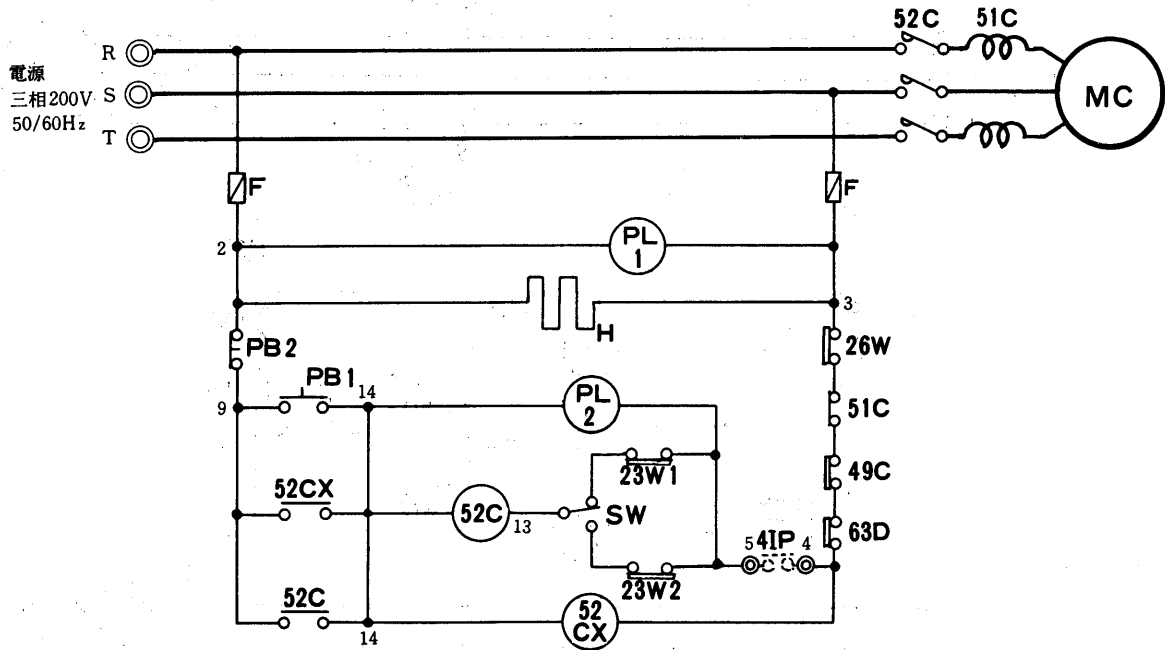 52C
51C
R
電源
三相200V
S
50/60Hz
T
MC
F
F
2
PL
1
3
H
PB2
26W
PB1
14
9
PL
2
51C
23W1
49C
52CX
52C
13
SW
5
4IP
4
63D
23W2
52C
52
CX
14